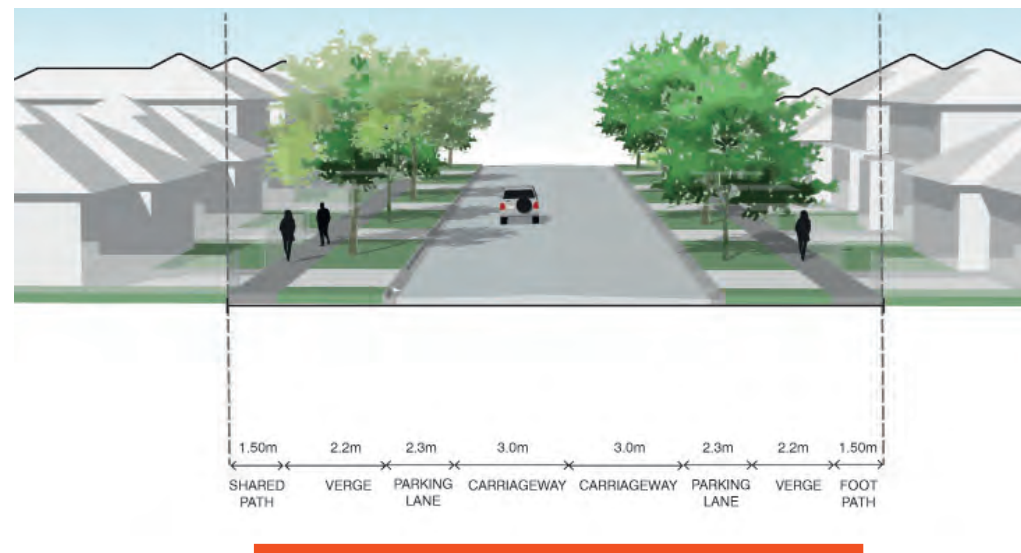 1.50m 2.2m 2.3m 3.0m 3.0m 2.3m 2.2m 1.50m
SHARED PATH VERGE PARKING LANE CARRIAGEWAY CARRIAGEWAY PARKING LANE VERGE FOOT PATH